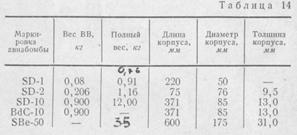 Таблица 14
Марки-
ровка
авиабомбы
Вес ВВ,
кг
Полный
вес, кг
Длина
корпуса,
мм
Диаметр
корпуса,
мм
Толщина
корпуса,
мм
0,76
SD-1 0,08 0,91 220 50 —
SD-2 0,206 1,16 75 76 9,5
SD-10 0,900 12,00 371 85 13,0
BdC-10 0,900 — 371 85 13,0
SBe-50 — 35 600 175 31,0